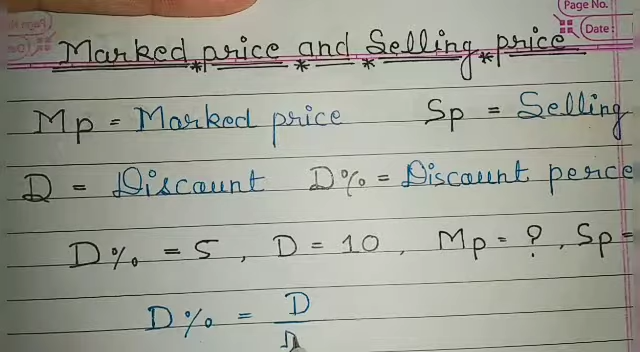 Page No.
Date:
Marked price and Selling price
Mp = Marked price Sp = Selling
D = Discount D% = Discount perce
D% = 5, D = 10, Mp = ?, Sp =
D% = D